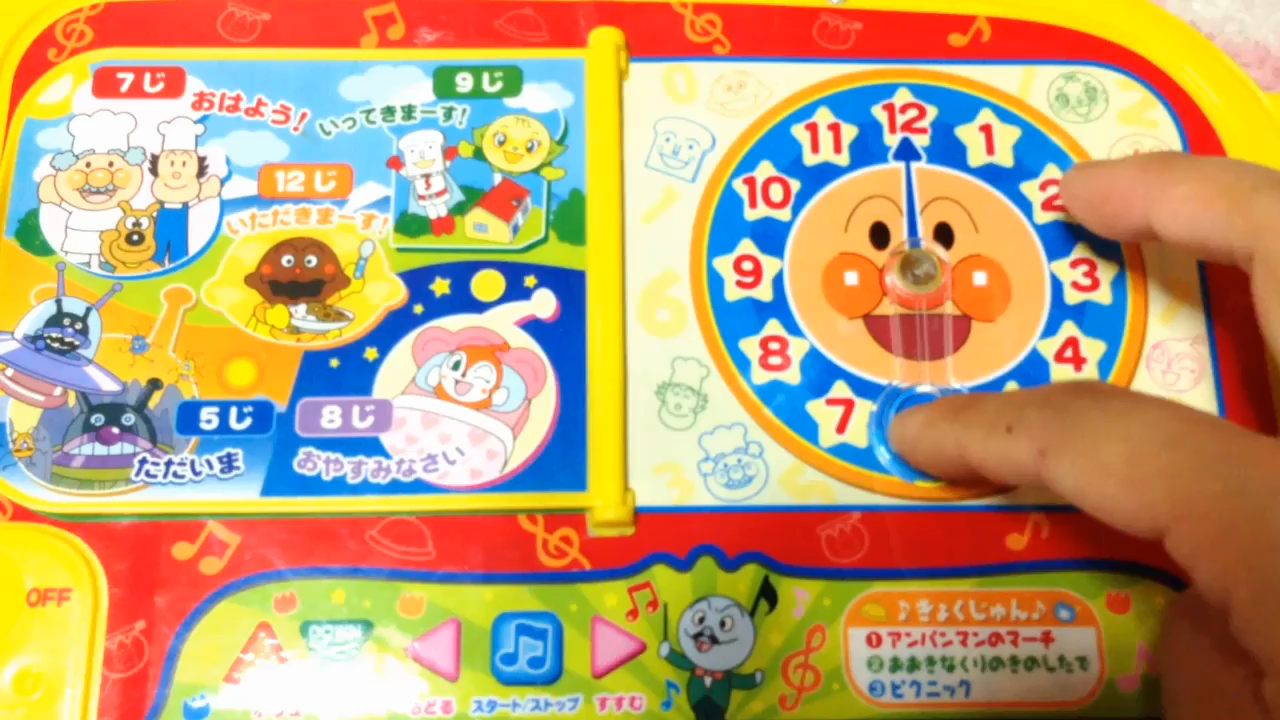 7じ
おはよう!
9じ
いってきまーす!
12じ
いただきまーす!
5じ
ただいま
8じ
おやすみなさい
12
11
1
10
2
9
3
8
4
7
OFF
スタート/ストップ
すすむ
♪きょくじゅん♪
1 アンパンマンのマーチ
2 おおきなくりのきのしたで
3 ピクニック